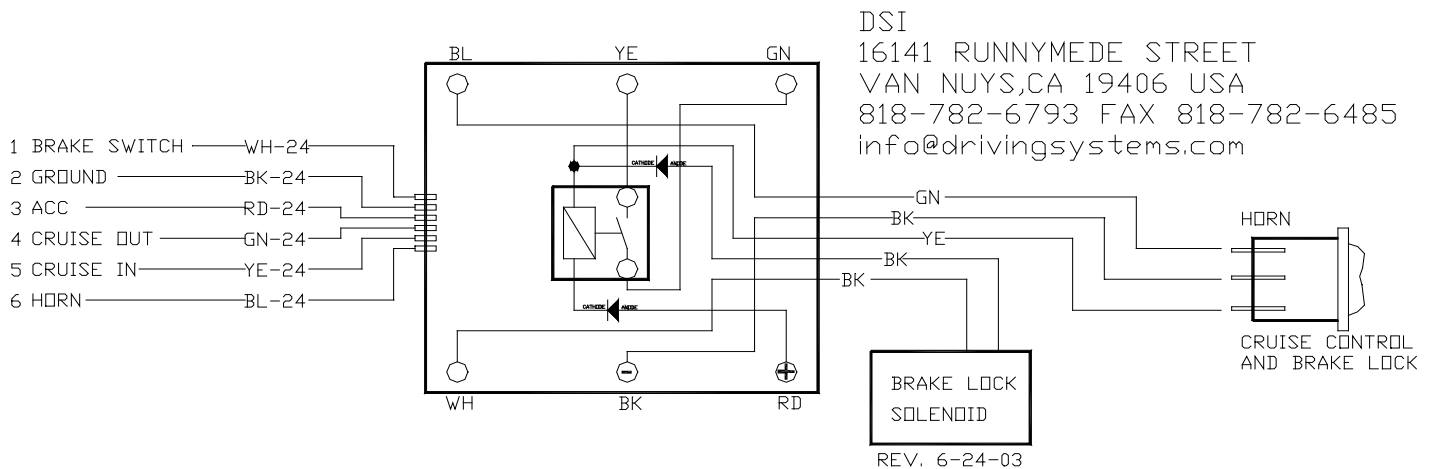 DSI
16141 RUNNYMEDE STREET
VAN NUYS,CA 19406 USA
818-782-6793 FAX 818-782-6485
info@drivingsystems.com
BL YE GN
1 BRAKE SWITCH WH-24
2 GROUND BK-24
3 ACC RD-24
4 CRUISE OUT GN-24
5 CRUISE IN YE-24
6 HORN BL-24
CATHODE ANODE
CATHODE ANODE
WH BK RD
- +
GN
BK
YE
BK
BK
HORN
CRUISE CONTROL
AND BRAKE LOCK
BRAKE LOCK
SOLENOID
REV. 6-24-03